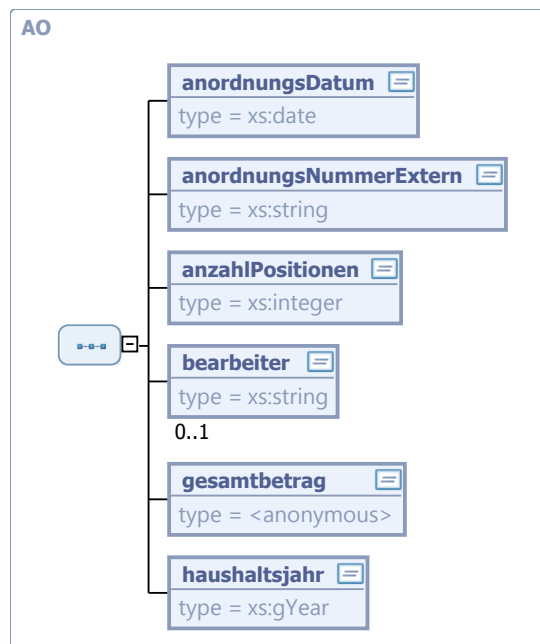 AO
anordnungsDatum
type = xs:date
anordnungsNummerExtern
type = xs:string
anzahlPositionen
type = xs:integer
bearbeiter
type = xs:string
0..1
gesamtbetrag
type = <anonymous>
haushaltsjahr
type = xs:gYear